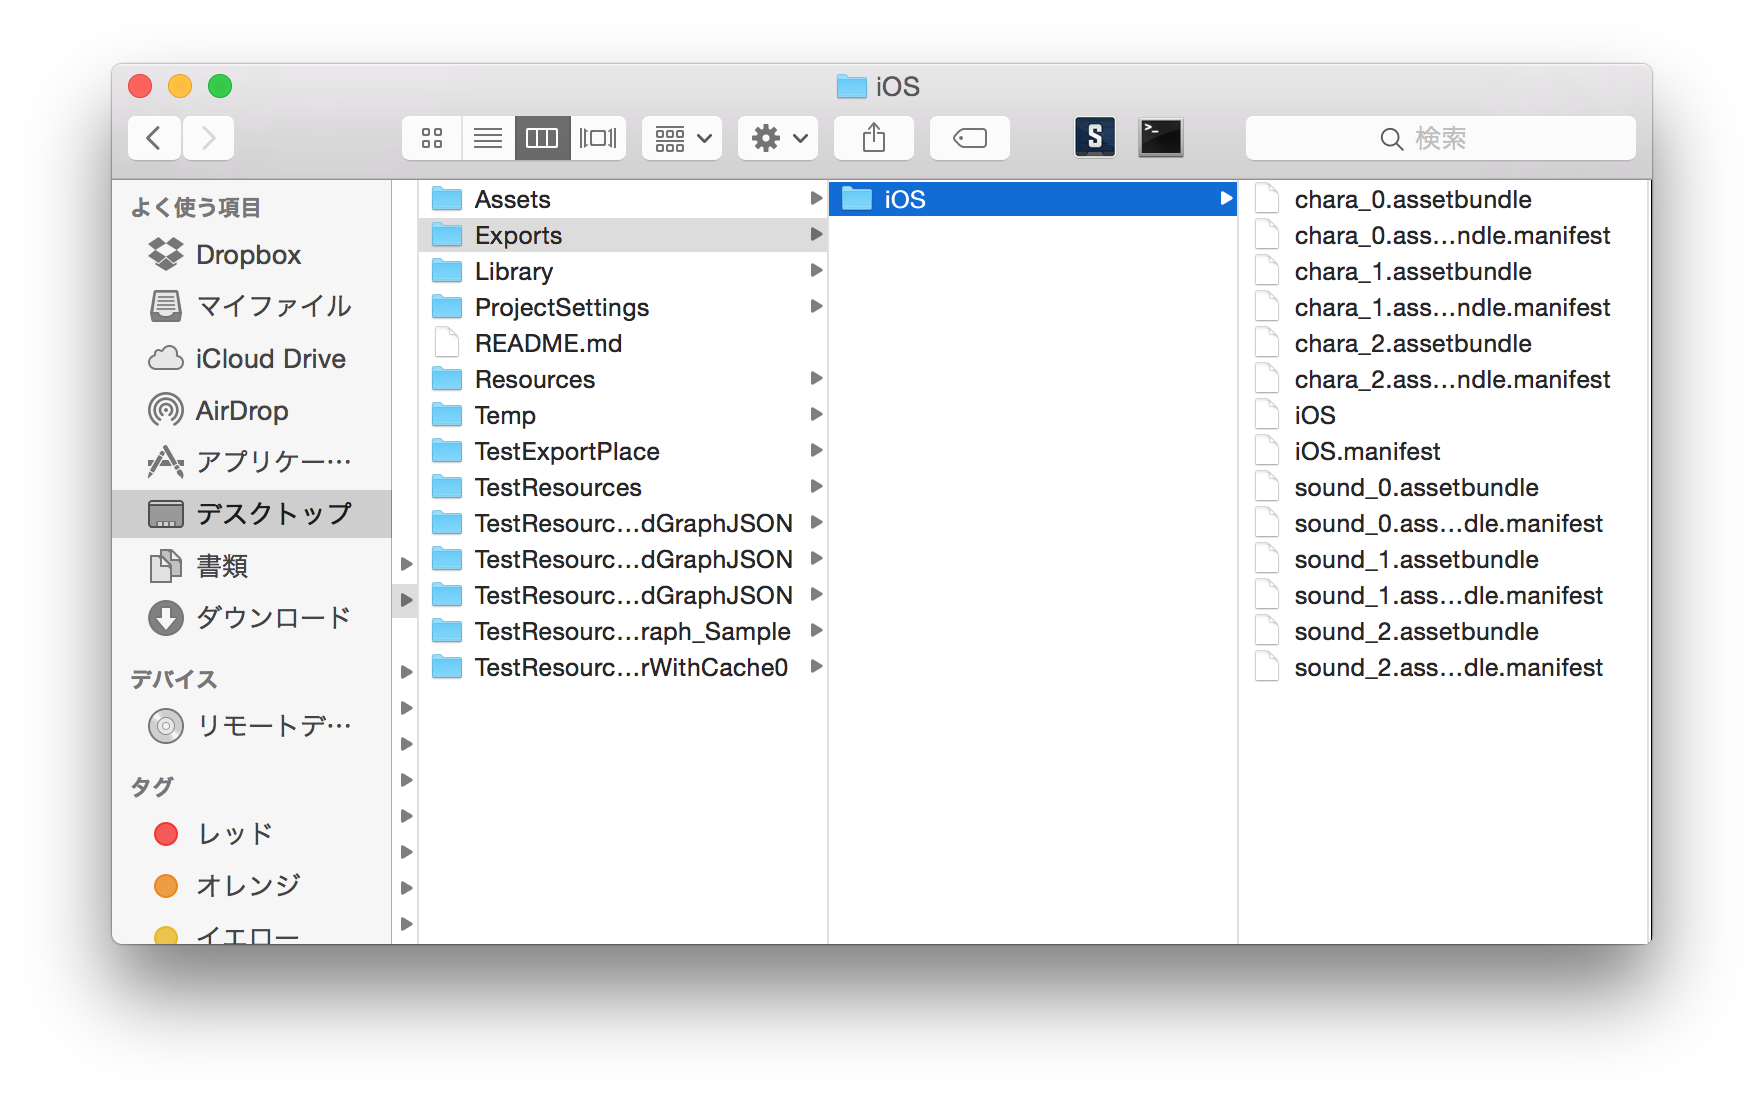 iOS
検索
よく使う項目
Dropbox
マイファイル
iCloud Drive
AirDrop
アプリケー…
デスクトップ
書類
ダウンロード
デバイス
リモートデ…
タグ
レッド
オレンジ
イエロー
Assets
Exports
Library
ProjectSettings
README.md
Resources
Temp
TestExportPlace
TestResources
TestResourc...dGraphJSON
TestResourc...dGraphJSON
TestResourc...dGraphJSON
TestResourc...raph_Sample
TestResourc...rWithCache0
iOS
chara_0.assetbundle
chara_0.ass...ndle.manifest
chara_1.assetbundle
chara_1.ass...ndle.manifest
chara_2.assetbundle
chara_2.ass...ndle.manifest
iOS
iOS.manifest
sound_0.assetbundle
sound_0.ass...dle.manifest
sound_1.assetbundle
sound_1.ass...dle.manifest
sound_2.assetbundle
sound_2.ass...dle.manifest